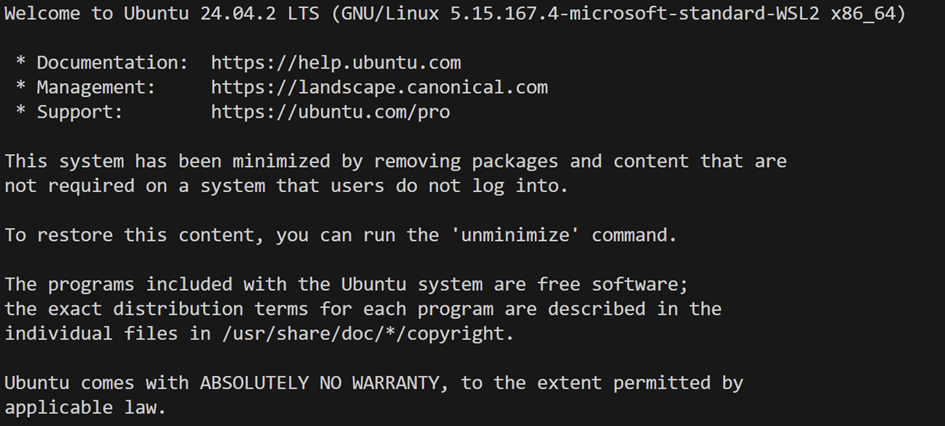 Welcome to Ubuntu 24.04.2 LTS (GNU/Linux 5.15.167.4-microsoft-standard-WSL2 x86_64)

 * Documentation:  https://help.ubuntu.com
 * Management:     https://landscape.canonical.com
 * Support:        https://ubuntu.com/pro

This system has been minimized by removing packages and content that are
not required on a system that users do not log into.

To restore this content, you can run the 'unminimize' command.

The programs included with the Ubuntu system are free software;
the exact distribution terms for each program are described in the
individual files in /usr/share/doc/*/copyright.

Ubuntu comes with ABSOLUTELY NO WARRANTY, to the extent permitted by
applicable law.